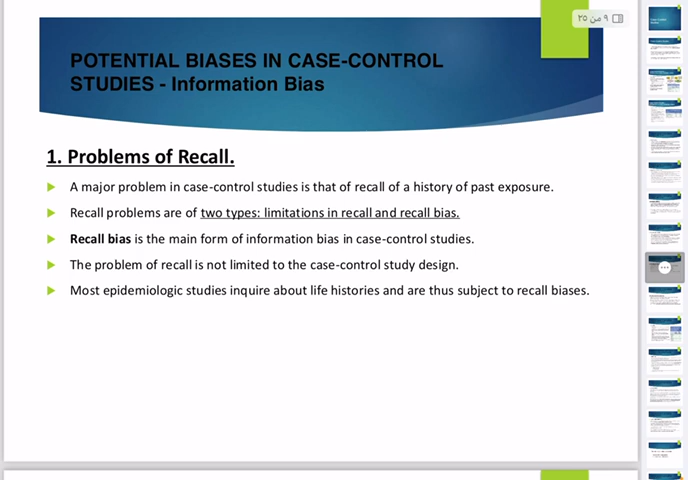 ٩ من ٢٥
POTENTIAL BIASES IN CASE-CONTROL
STUDIES - Information Bias
1. Problems of Recall.
A major problem in case-control studies is that of recall of a history of past exposure.
Recall problems are of two types: limitations in recall and recall bias.
Recall bias is the main form of information bias in case-control studies.
The problem of recall is not limited to the case-control study design.
Most epidemiologic studies inquire about life histories and are thus subject to recall biases.